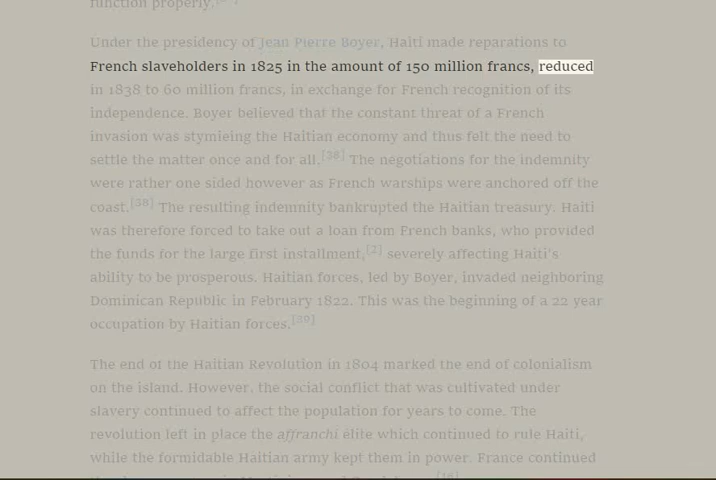 function properly.
Under the presidency of Jean Pierre Boyer, Haiti made reparations to
French slaveholders in 1825 in the amount of 150 million francs, reduced
in 1838 to 60 million francs, in exchange for French recognition of its
independence. Boyer believed that the constant threat of a French
invasion was stymieing the Haitian economy and thus felt the need to
settle the matter once and for all.[38] The negotiations for the indemnity
were rather one sided however as French warships were anchored off the
coast.[38] The resulting indemnity bankrupted the Haitian treasury. Haiti
was therefore forced to take out a loan from French banks, who provided
the funds for the large first installment,[2] severely affecting Haiti's
ability to be prosperous. Haitian forces, led by Boyer, invaded neighboring
Dominican Republic in February 1822. This was the beginning of a 22 year
occupation by Haitian forces.[39]
The end of the Haitian Revolution in 1804 marked the end of colonialism
on the island. However, the social conflict that was cultivated under
slavery continued to affect the population for years to come. The
revolution left in place the affranchi élite which continued to rule Haiti,
while the formidable Haitian army kept them in power. France continued